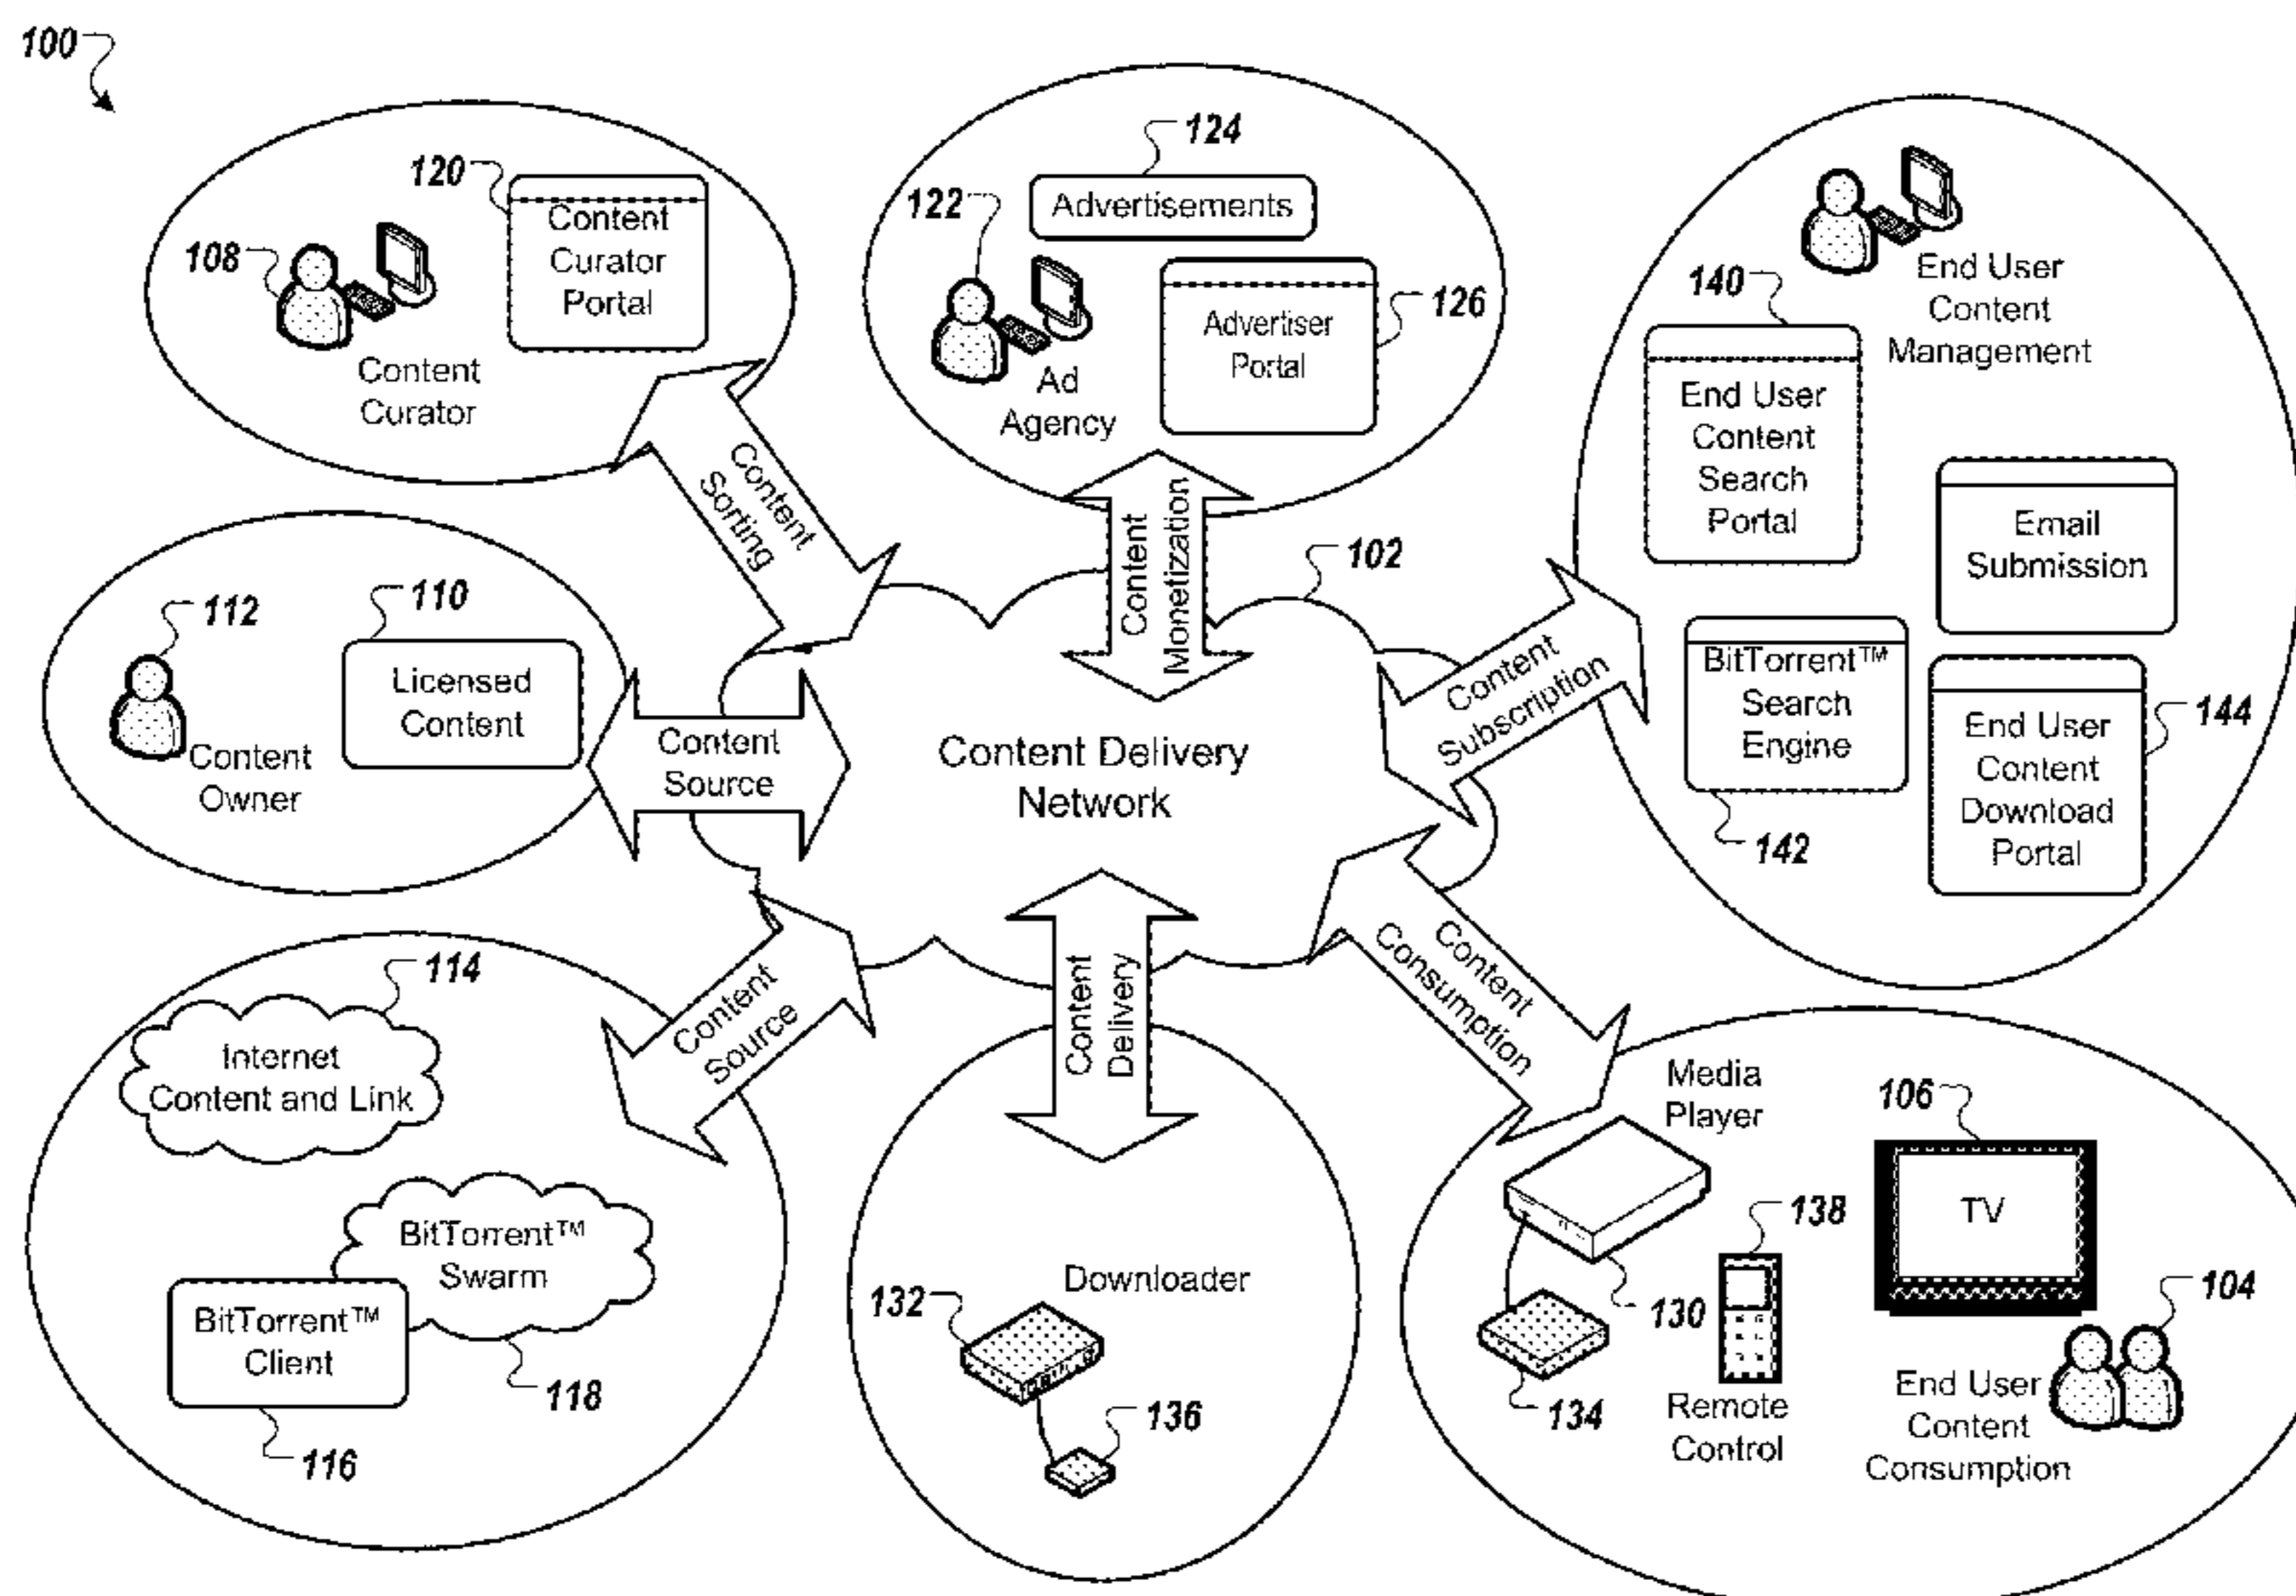 100
120
Content
Curator
Portal
108
Content
Curator
124
Advertisements
122
Advertiser
Portal
126
Ad
Agency
End User
Content
Management
140
End User
Content
Search
Portal
Email
Submission
BitTorrent™
Search
Engine
142
End User
Content
Download
Portal
144
Content
Sorting
Content
Monetization
102
Content
Subscription
112
Content
Owner
110
Licensed
Content
Content
Source
Content Delivery
Network
Content
Source
Content
Delivery
Content
Consumption
114
Internet
Content and Link
BitTorrent™
Swarm
118
BitTorrent™
Client
116
Downloader
132
136
Media
Player
130
134
138
Remote
Control
106
TV
104
End User
Content
Consumption